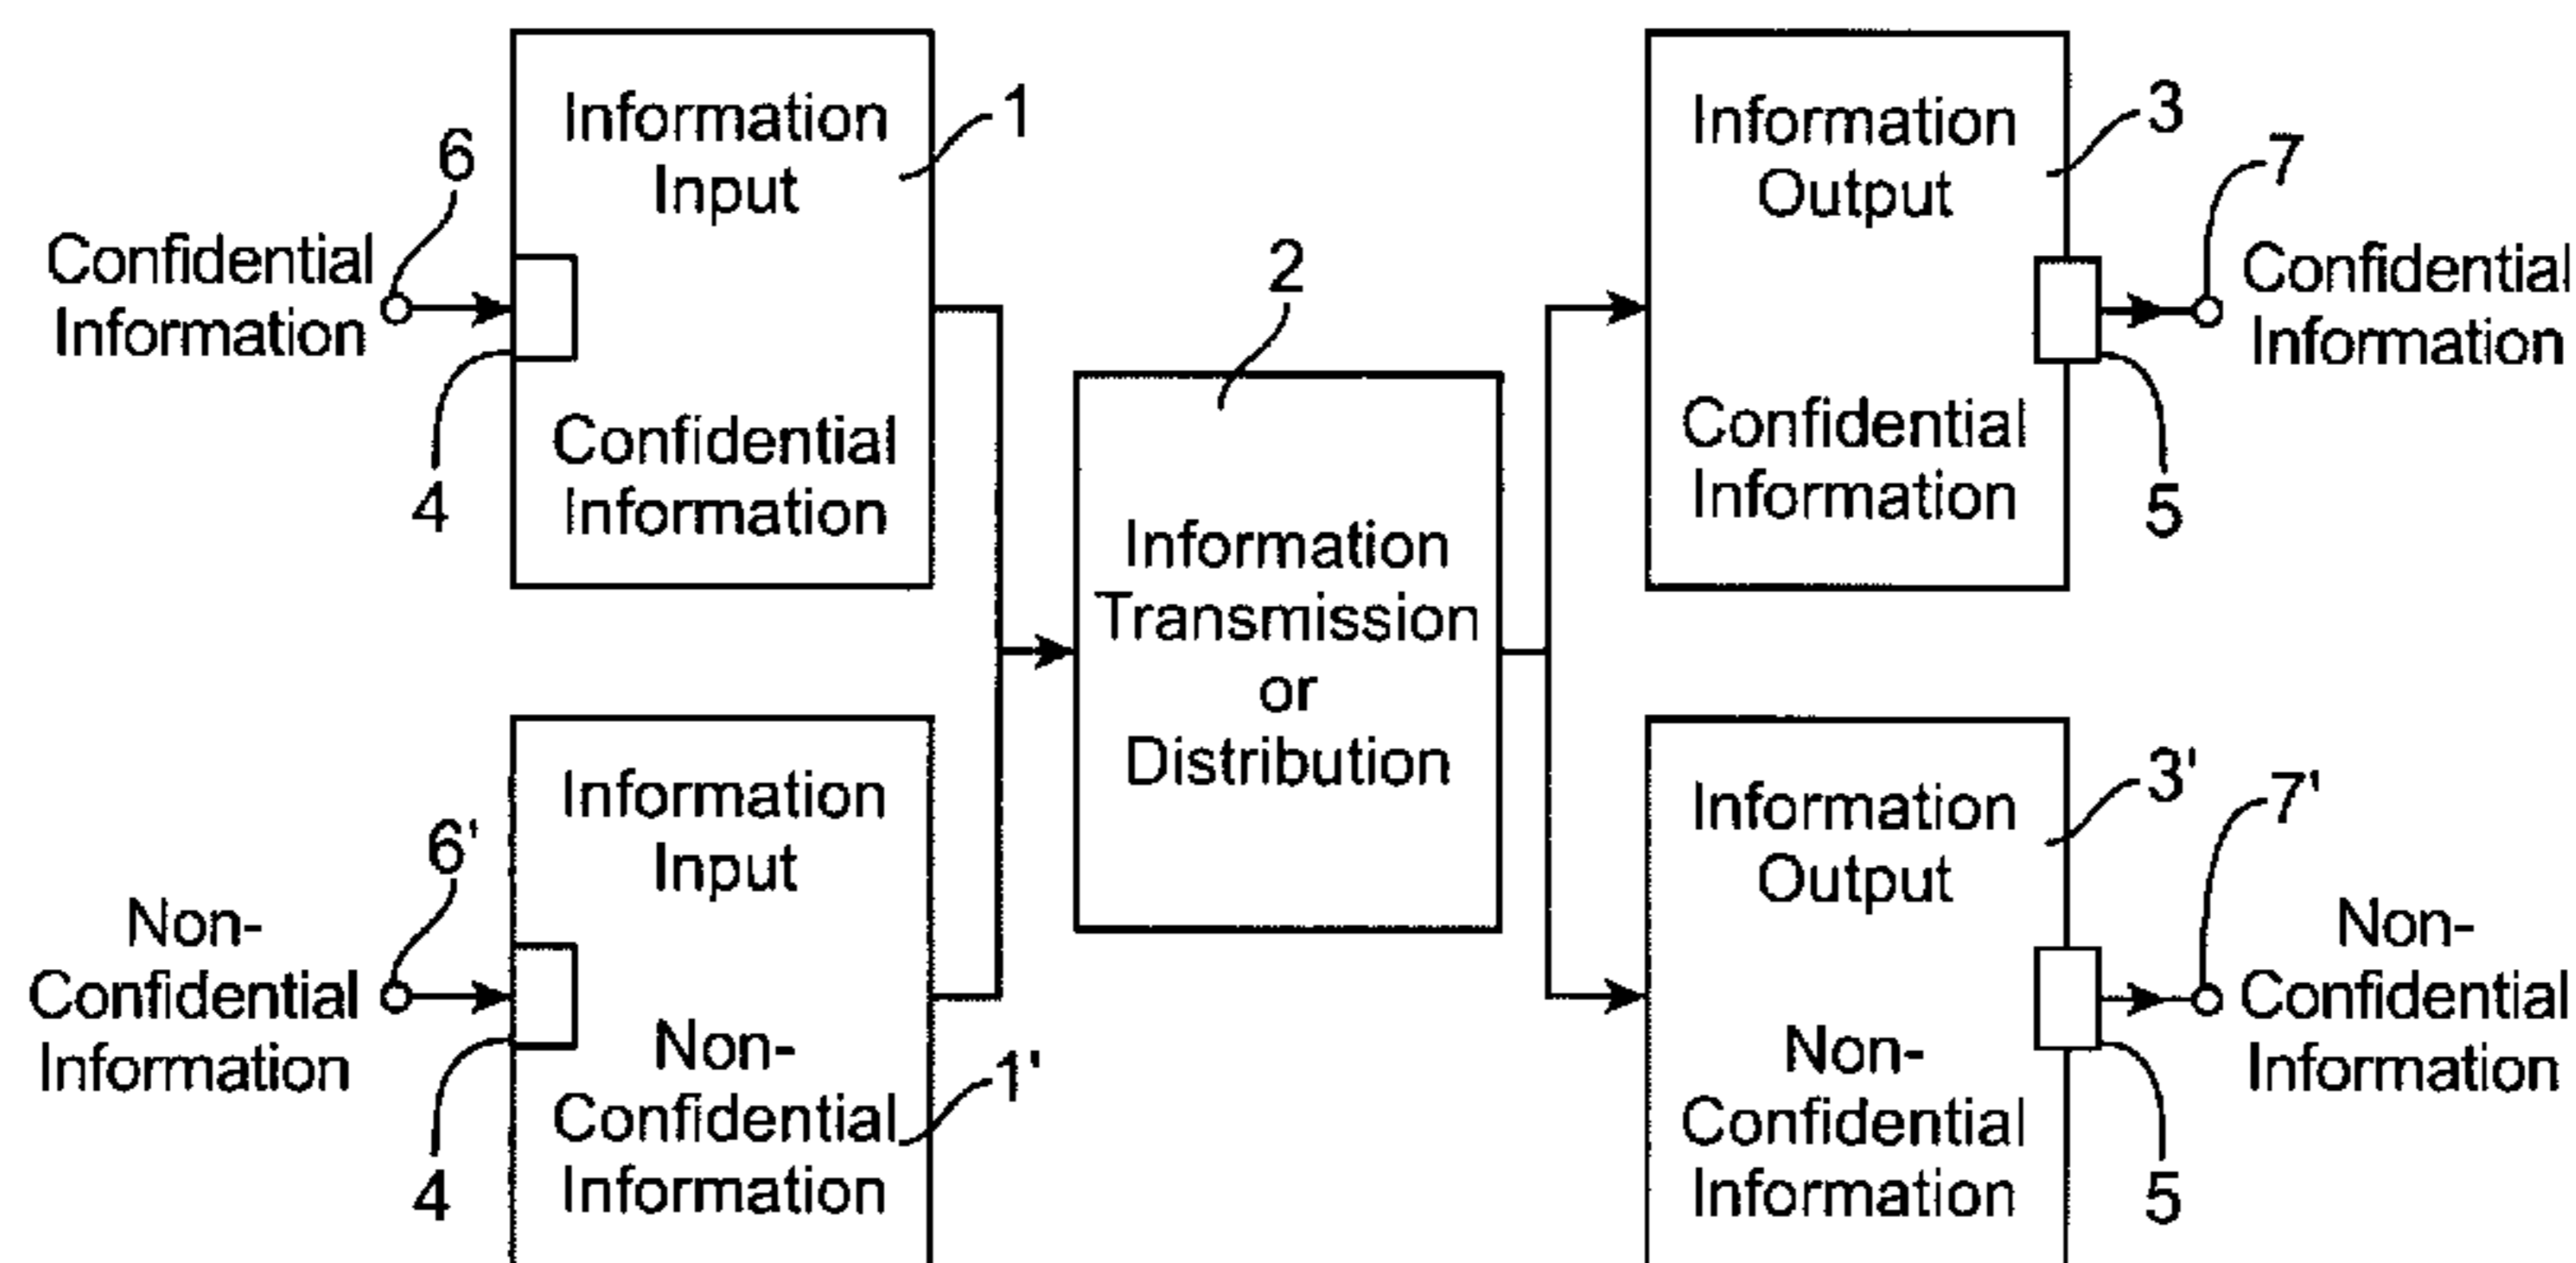 Information
Input
1
6
Confidential
Information
4
Confidential
Information
2
Information
Transmission
or
Distribution
Information
Output
3
7
Confidential
Information
Confidential
Information
5
Information
Input
6'
Non-
Confidential
Information
4
Non-
Confidential
Information
1'
Information
Output
3'
7'
Non-
Confidential
Information
Non-
Confidential
Information
5